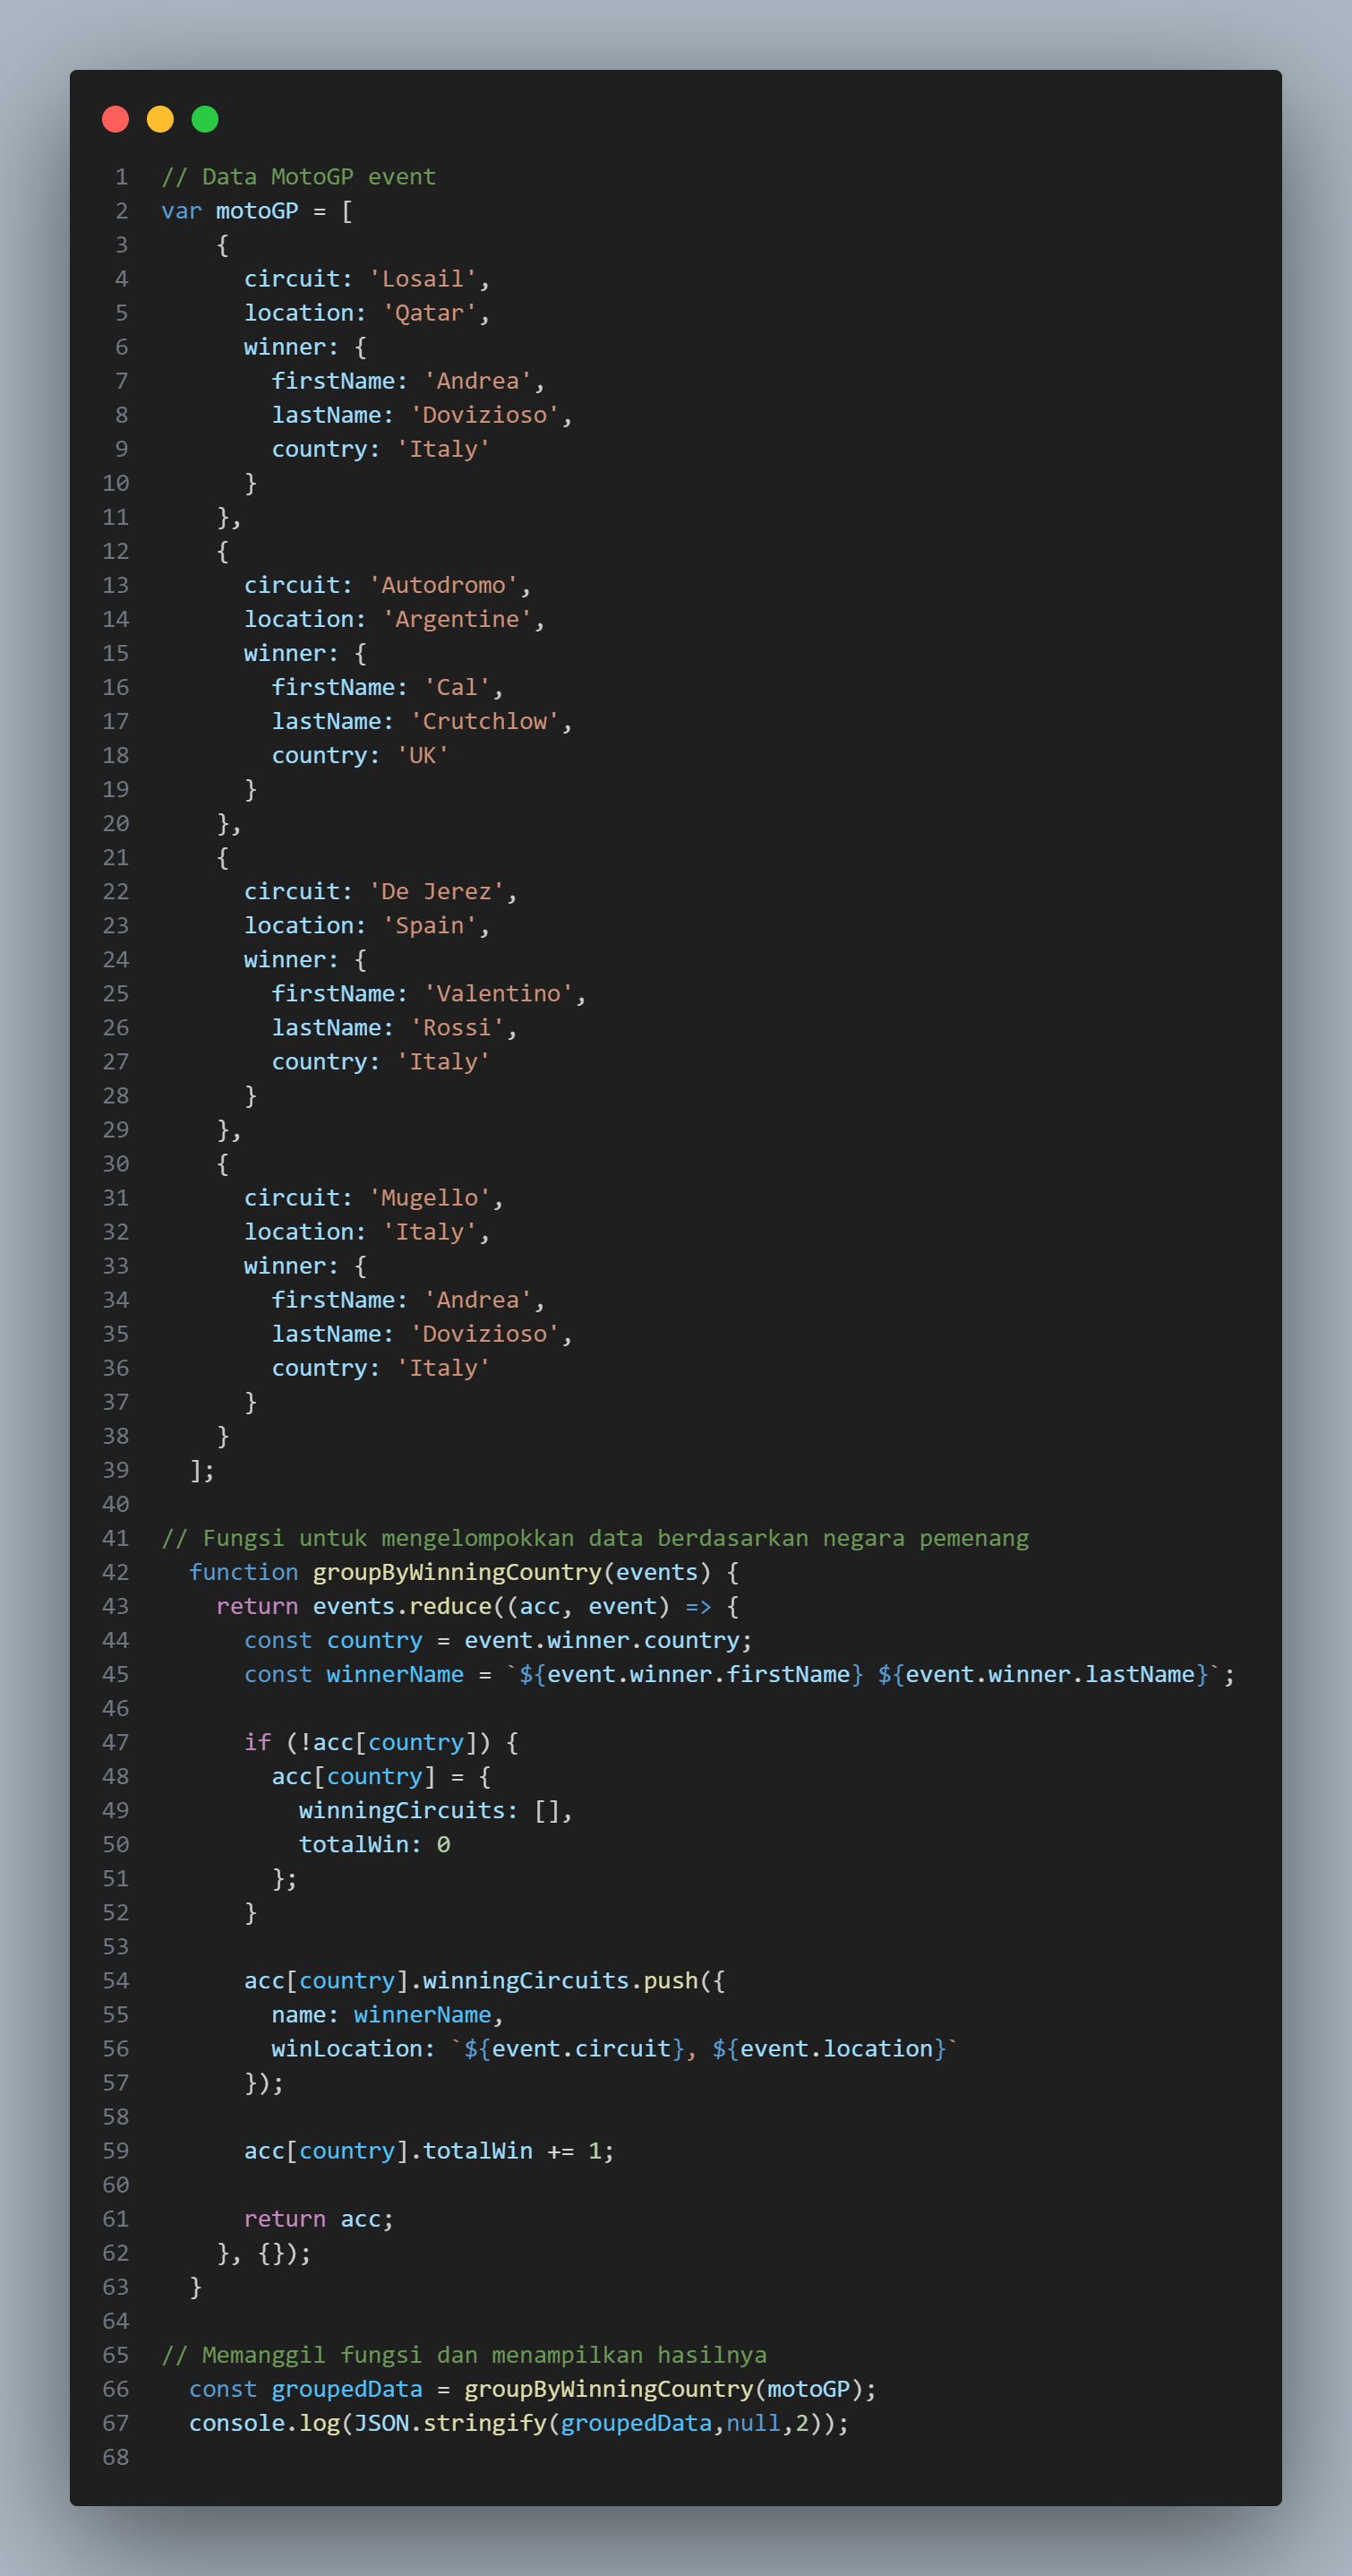 1 // Data MotoGP event
2 var motoGP = [
3     {
4       circuit: 'Losail',
5       location: 'Qatar',
6       winner: {
7         firstName: 'Andrea',
8         lastName: 'Dovizioso',
9         country: 'Italy'
10       }
11     },
12     {
13       circuit: 'Autodromo',
14       location: 'Argentine',
15       winner: {
16         firstName: 'Cal',
17         lastName: 'Crutchlow',
18         country: 'UK'
19       }
20     },
21     {
22       circuit: 'De Jerez',
23       location: 'Spain',
24       winner: {
25         firstName: 'Valentino',
26         lastName: 'Rossi',
27         country: 'Italy'
28       }
29     },
30     {
31       circuit: 'Mugello',
32       location: 'Italy',
33       winner: {
34         firstName: 'Andrea',
35         lastName: 'Dovizioso',
36         country: 'Italy'
37       }
38     }
39   ];
40
41 // Fungsi untuk mengelompokkan data berdasarkan negara pemenang
42   function groupByWinningCountry(events) {
43     return events.reduce((acc, event) => {
44       const country = event.winner.country;
45       const winnerName = `${event.winner.firstName} ${event.winner.lastName}`;
46
47       if (!acc[country]) {
48         acc[country] = {
49           winningCircuits: [],
50           totalWin: 0
51         };
52       }
53
54       acc[country].winningCircuits.push({
55         name: winnerName,
56         winLocation: `${event.circuit}, ${event.location}`
57       });
58
59       acc[country].totalWin += 1;
60
61       return acc;
62     }, {});
63   }
64
65 // Memanggil fungsi dan menampilkan hasilnya
66   const groupedData = groupByWinningCountry(motoGP);
67   console.log(JSON.stringify(groupedData,null,2));
68